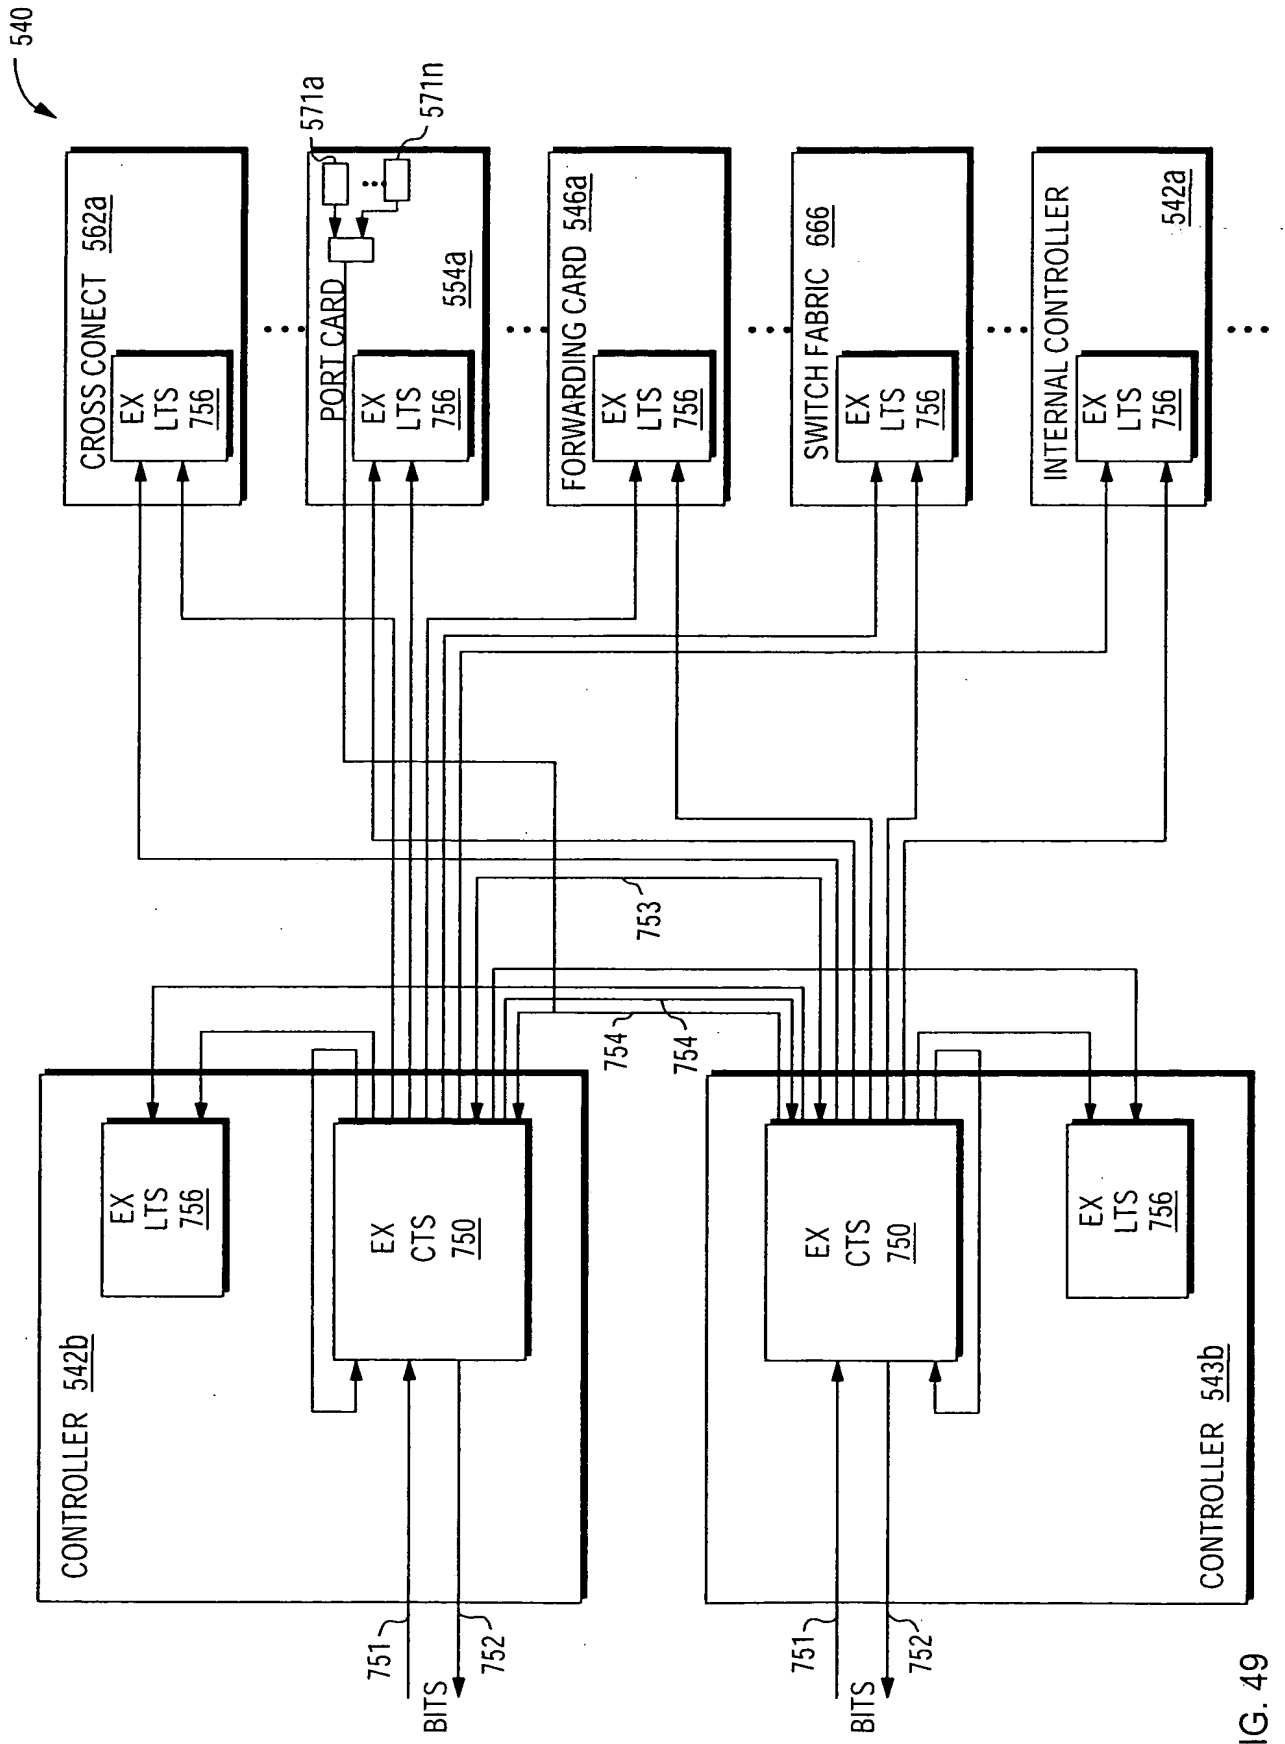 540
CROSS CONECT 562a
EX
LTS
756
571a
571n
PORT CARD
554a
EX
LTS
756
FORWARDING CARD 546a
EX
LTS
756
SWITCH FABRIC 666
EX
LTS
756
INTERNAL CONTROLLER
542a
EX
LTS
756
753
754
754
CONTROLLER 542b
EX
LTS
756
EX
CTS
750
751
BITS
752
CONTROLLER 543b
EX
CTS
750
EX
LTS
756
751
BITS
752
IG. 49